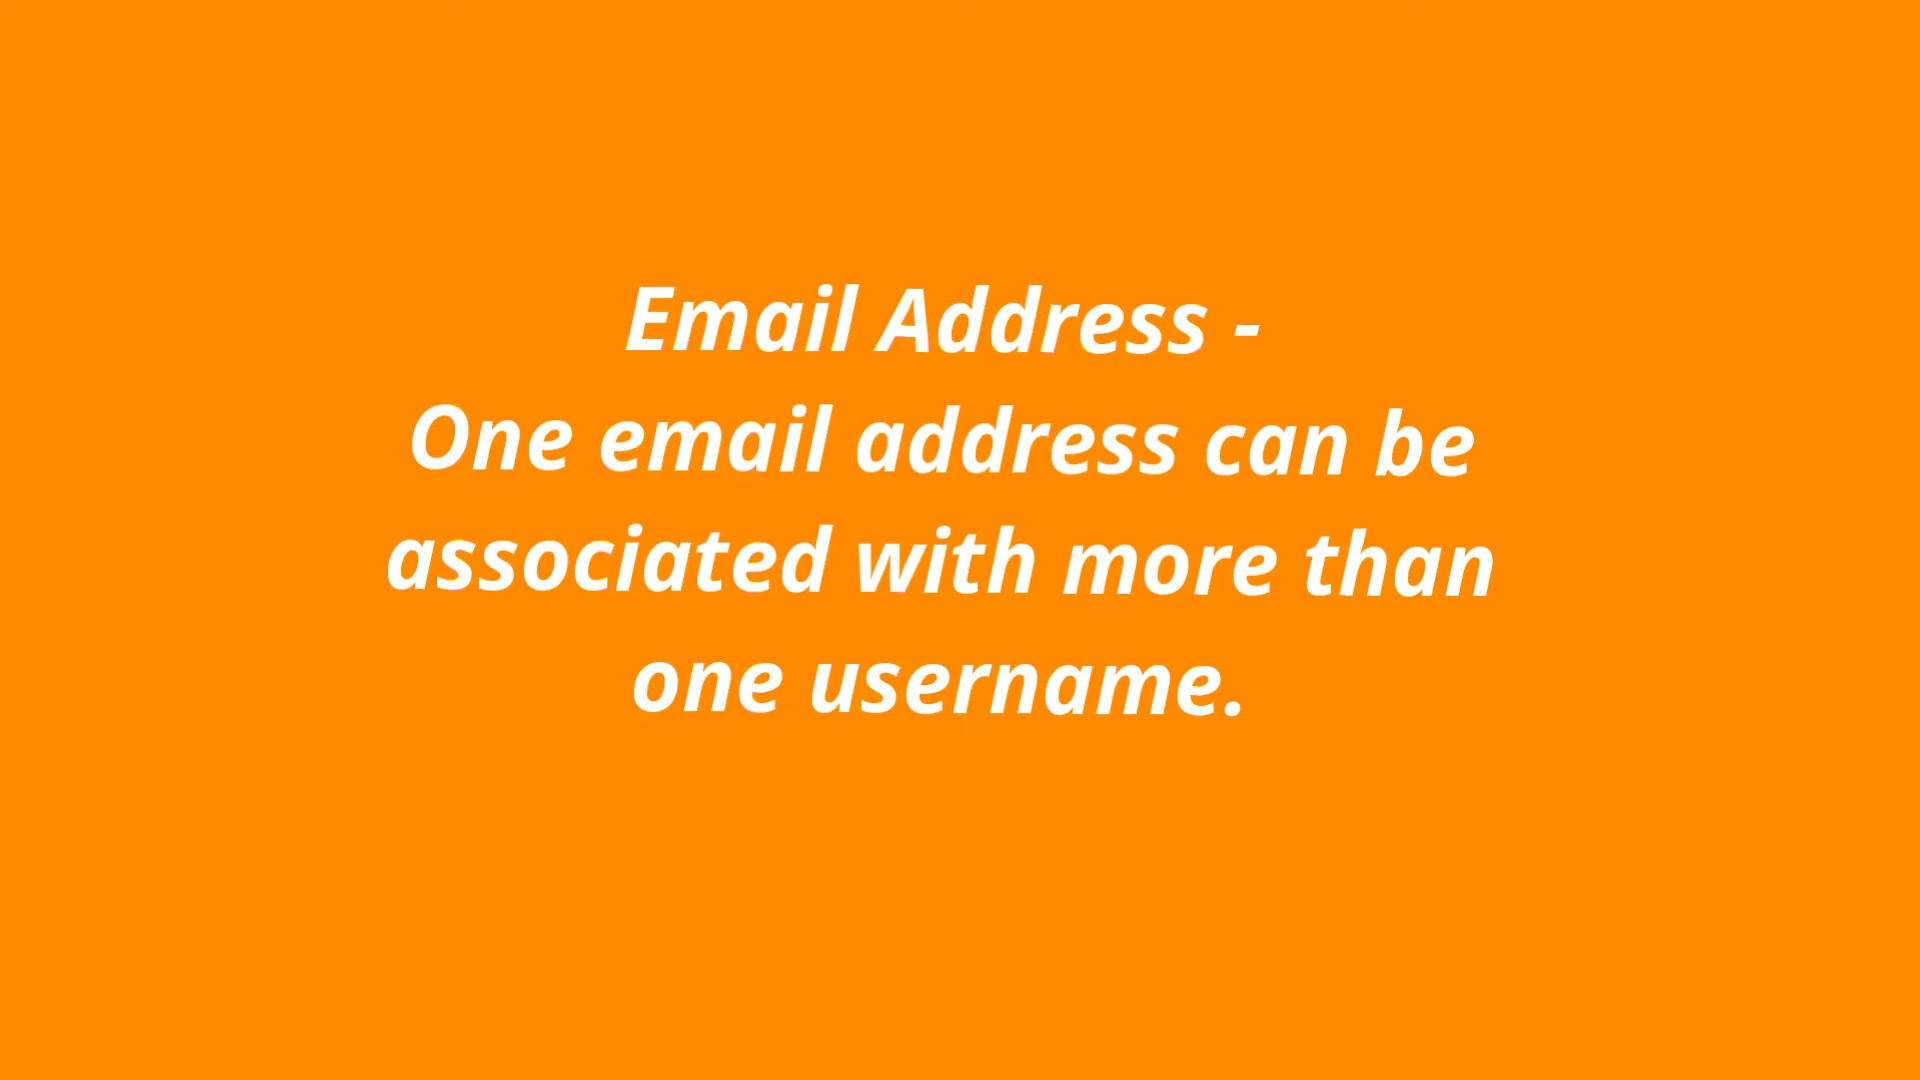 Email Address -
One email address can be
associated with more than
one username.